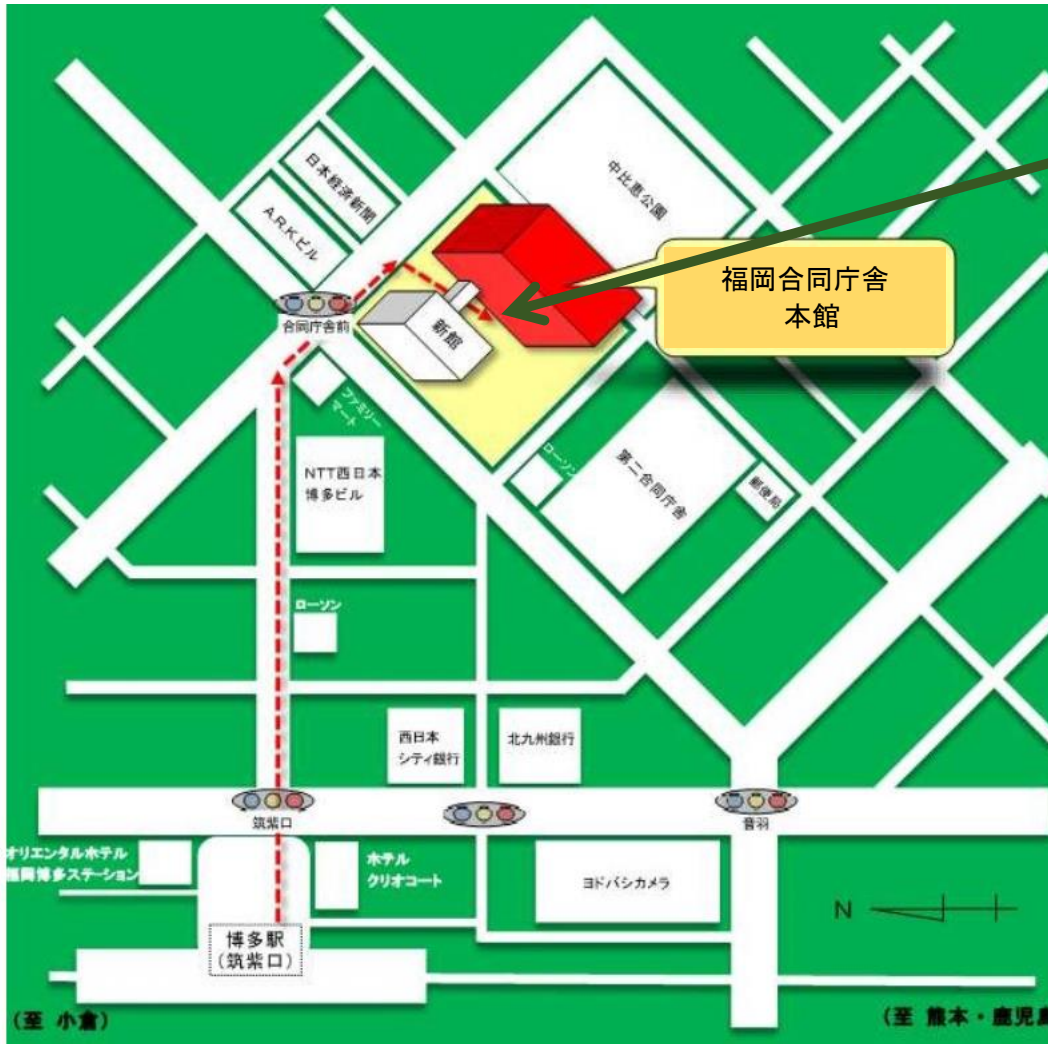 日本経済新聞
A.R.K.ビル
中比恵公園
福岡合同庁舎
本館
合同庁舎前
新館
ファミリー
マート
NTT西日本
博多ビル
ローソン
第二合同庁舎
郵便局
ローソン
西日本
シティ銀行
北九州銀行
筑紫口
音羽
オリエンタルホテル
福岡博多ステーション
ホテル
クリオコート
ヨドバシカメラ
N
博多駅
(筑紫口)
(至 小倉)
(至 熊本・鹿児島